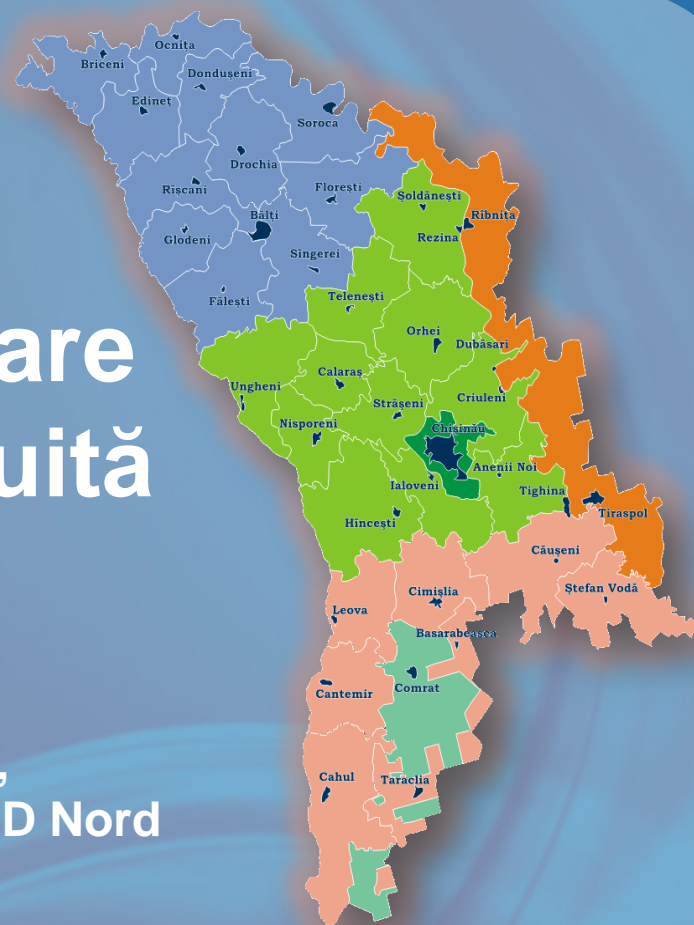 Ocnița
Briceni
Dondușeni
Edineț
Soroca
Drochia
Rîșcani
Florești
Șoldănești
Bălți
Rîbnița
Glodeni
Rezina
Sîngerei
Fălești
Telenești
are
Orhei
Dubăsari
Calaraș
Ungheni
Criuleni
Strășeni
Nisporeni
Chișinău
uită
Anenii Noi
Ialoveni
Tighina
Tiraspol
Hîncești
Căușeni
Cimișlia
Ștefan Vodă
Leova
Basarabeasca
Comrat
Cantemir
Cahul
Taraclia
,
D Nord